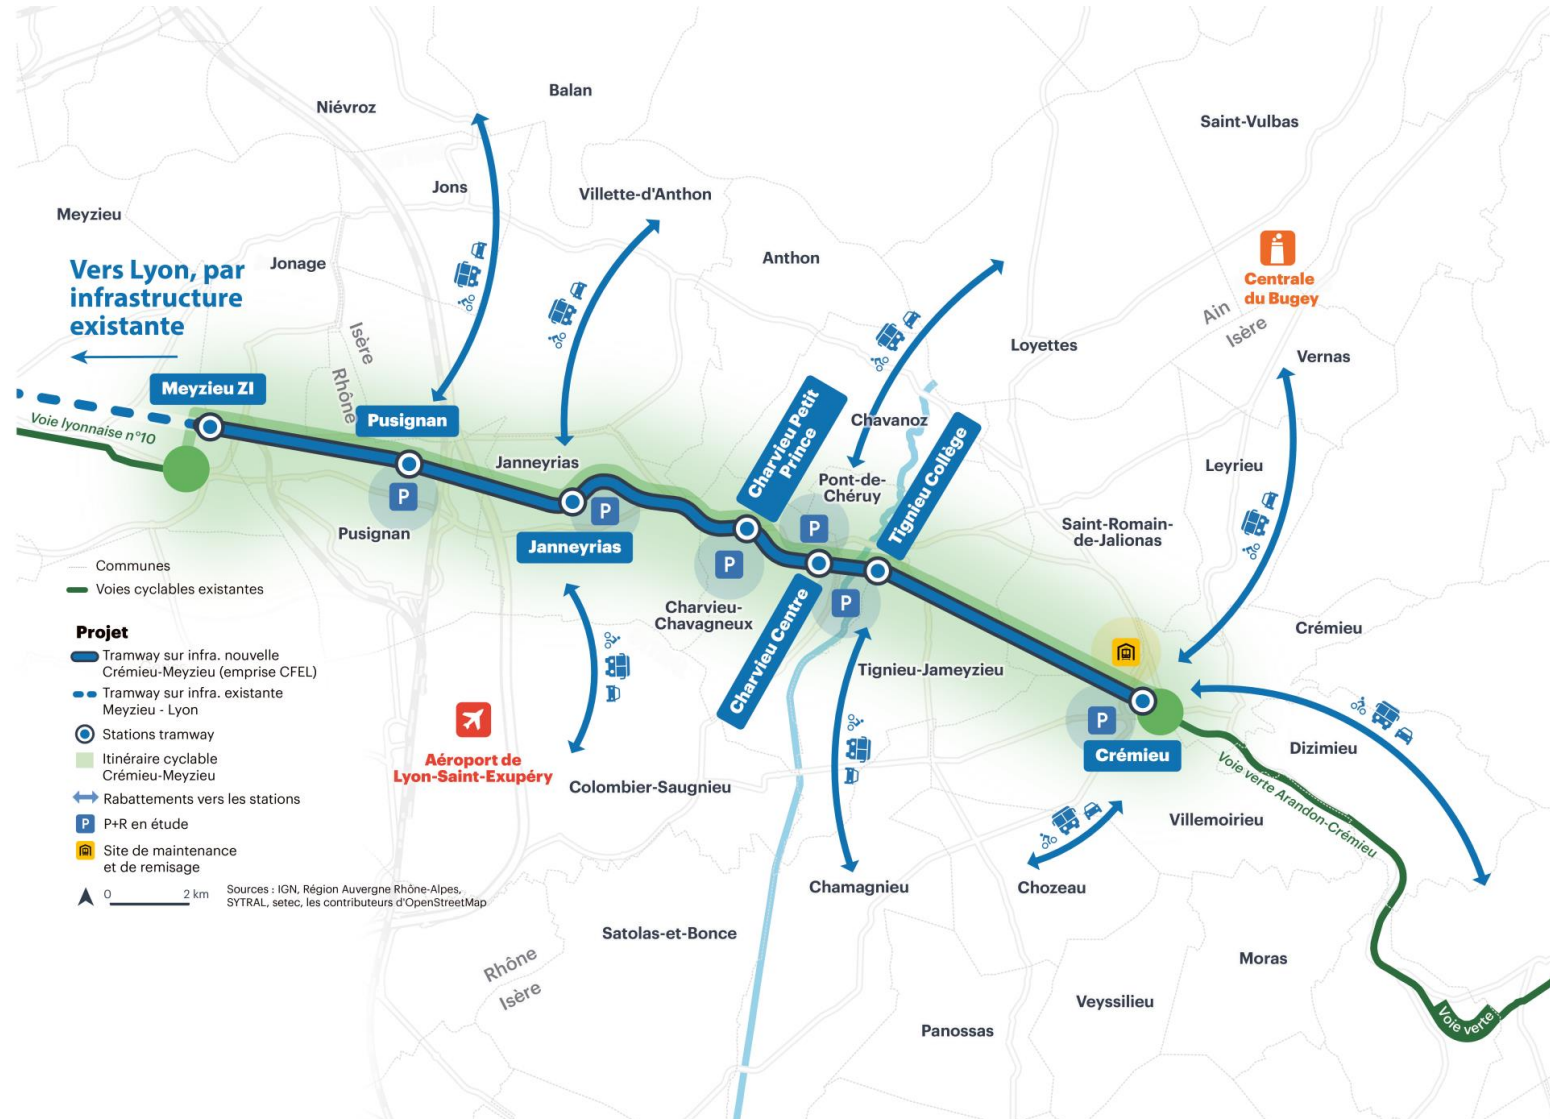 Balan
Niévroz
Saint-Vulbas
Jons
Villette-d'Anthon
Meyzieu
Anthon
Jonage
Vers Lyon, par
infrastructure
existante
Centrale
du Bugey
Ain
Isère
Isère
Rhône
Loyettes
Vernas
Meyzieu ZI
Pusignan
Voie lyonnaise n°10
Charvieu Petit
Prince
Chavanoz
Tignieu Collège
Janneyrias
Leyrieu
Pont-de-
Chéruy
P
P
P
P
Pusignan
Janneyrias
Saint-Romain-
de-Jalionas
P
Charvieu-
Chavagneux
Charvieu Centre
Crémieu
Tignieu-Jameyzieu
P
Crémieu
Dizimieu
Voie verte Arandon-Crémieu
Aéroport de
Lyon-Saint-Exupéry
Colombier-Saugnieu
Villemoirieu
Chamagnieu
Chozeau
Satolas-et-Bonce
Rhône
Isère
Moras
Veyssilieu
Panossas
Voie verte
Communes
Voies cyclables existantes
Projet
Tramway sur infra. nouvelle
Crémieu-Meyzieu (emprise CFEL)
Tramway sur infra. existante
Meyzieu - Lyon
Stations tramway
Itinéraire cyclable
Crémieu-Meyzieu
Rabattements vers les stations
P P+R en étude
Site de maintenance
et de remisage
0 2 km
Sources : IGN, Région Auvergne Rhône-Alpes,
SYTRAL, setec, les contributeurs d'OpenStreetMap